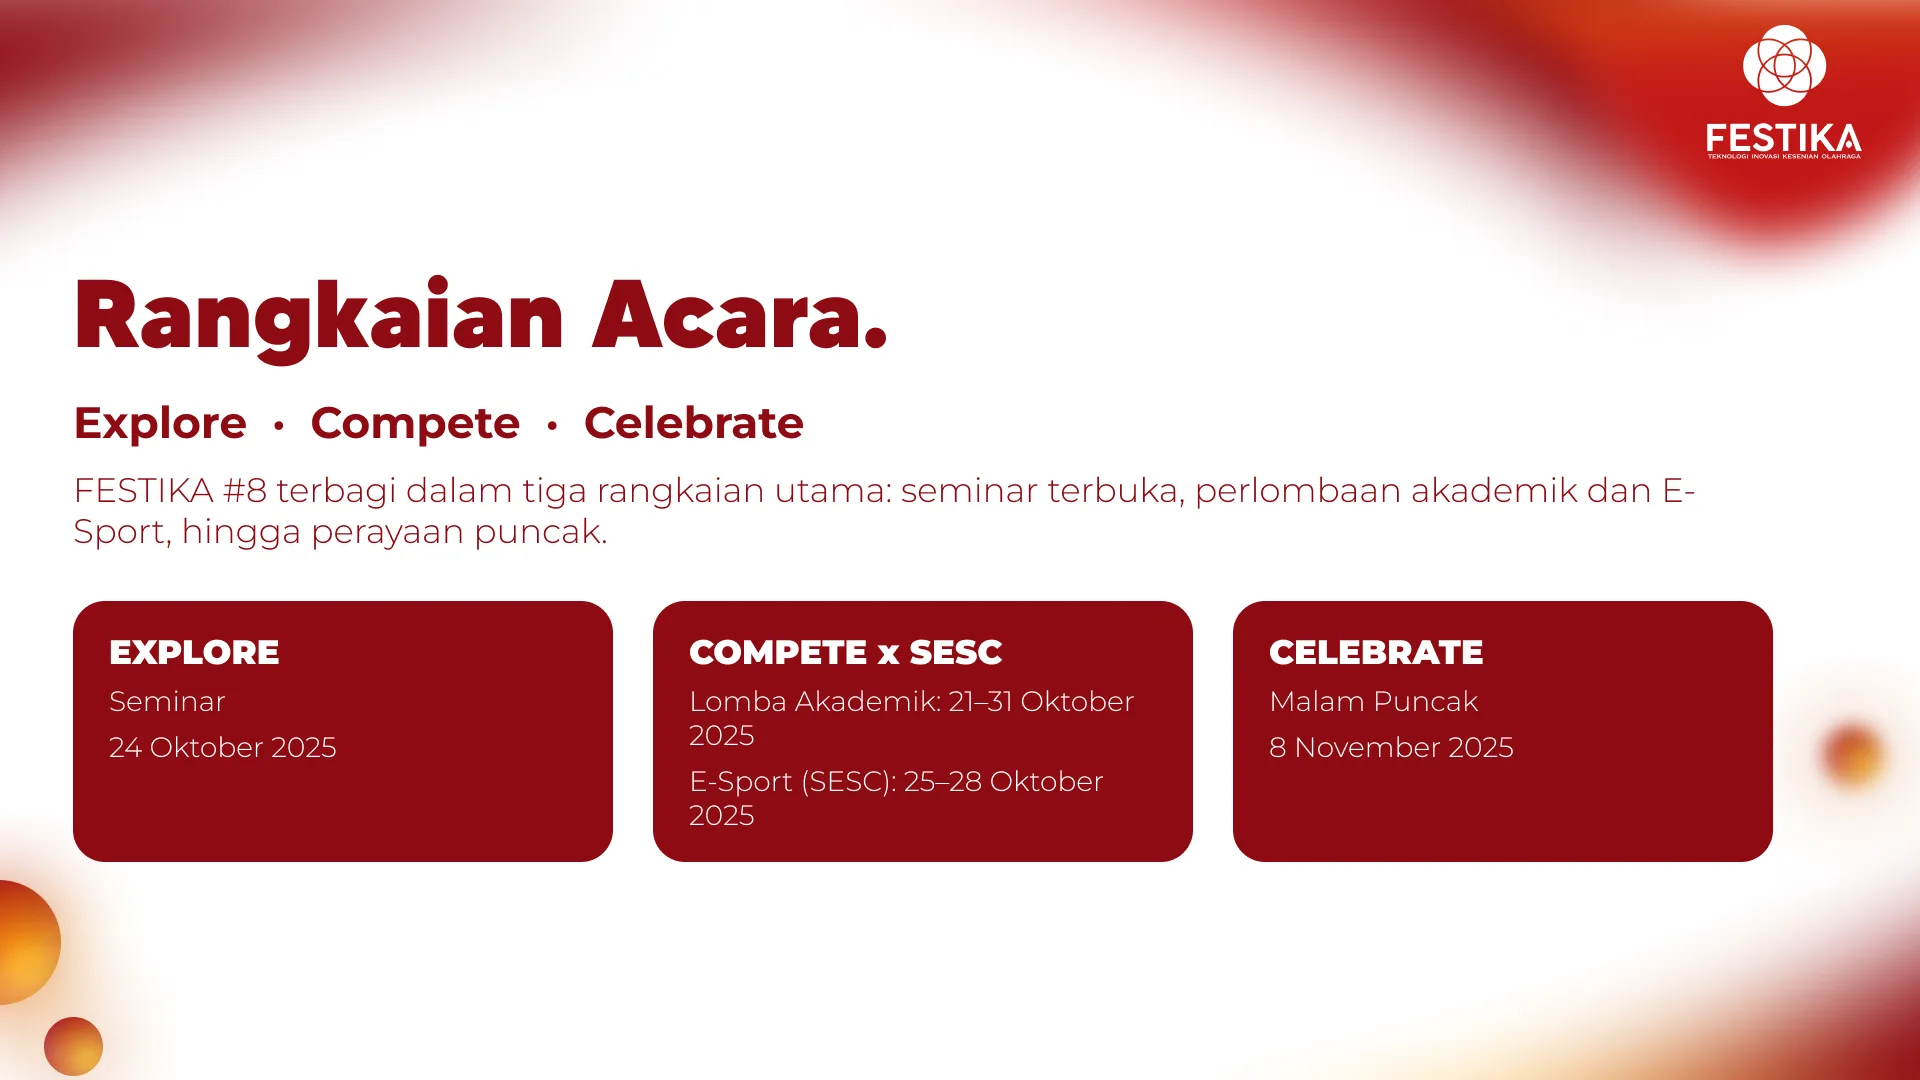 FESTIKA
TEKNOLOGI INOVASI KESENIAN OLAHRAGA
Rangkaian Acara.
Explore · Compete · Celebrate
FESTIKA #8 terbagi dalam tiga rangkaian utama: seminar terbuka, perlombaan akademik dan E-
Sport, hingga perayaan puncak.
EXPLORE
Seminar
24 Oktober 2025
COMPETE x SESC
Lomba Akademik: 21–31 Oktober
2025
E-Sport (SESC): 25–28 Oktober
2025
CELEBRATE
Malam Puncak
8 November 2025